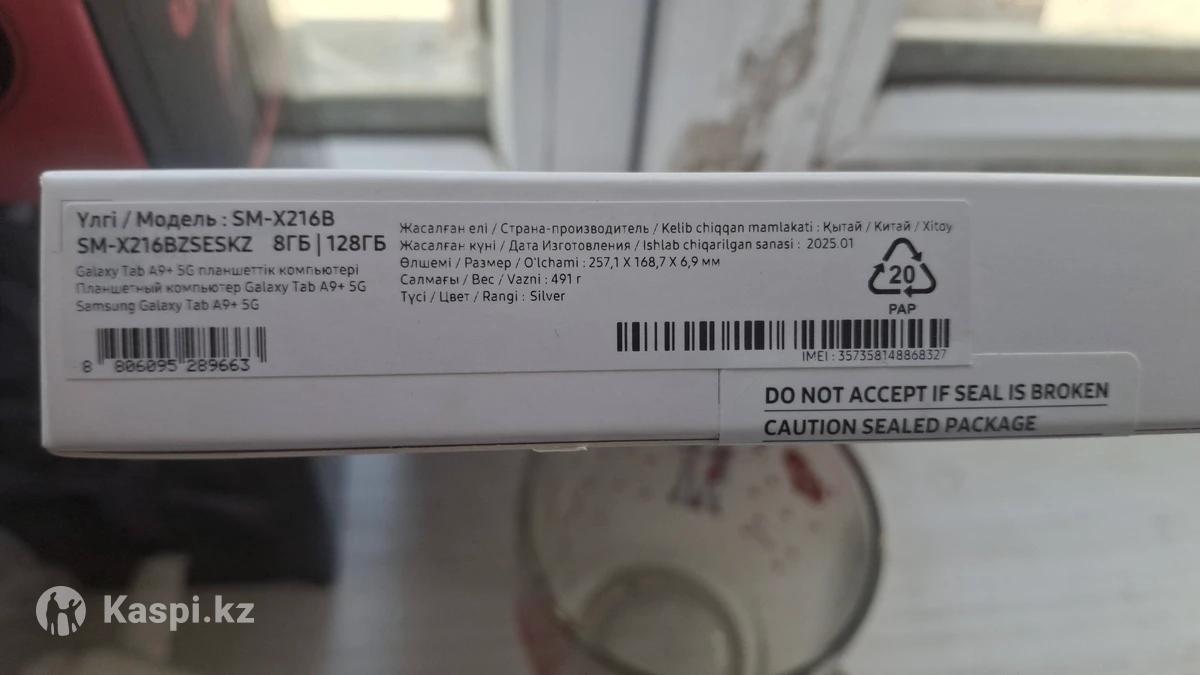 Үлгі / Модель : SM-X216B
SM-X216BZSESKZ 8ГБ | 128ГБ
Galaxy Tab A9+ 5G планшеттік компьютері
Планшетный компьютер Galaxy Tab A9+ 5G
Samsung Galaxy Tab A9+ 5G
8 806095 289663
Жасалған елі / Страна-производитель / Kelib chiqqan mamlakati : Қытай / Китай / Xitoy
Жасалған күні / Дата Изготовления / Ishlab chiqarilgan sanasi : 2025.01
Өлшемі / Размер / O'lchami : 257,1 X 168,7 X 6,9 мм
Салмағы / Вес / Vazni : 491 г
Түсі / Цвет / Rangi : Silver
20
PAP
IMEI : 357358148868327
DO NOT ACCEPT IF SEAL IS BROKEN
CAUTION SEALED PACKAGE
Kaspi.kz